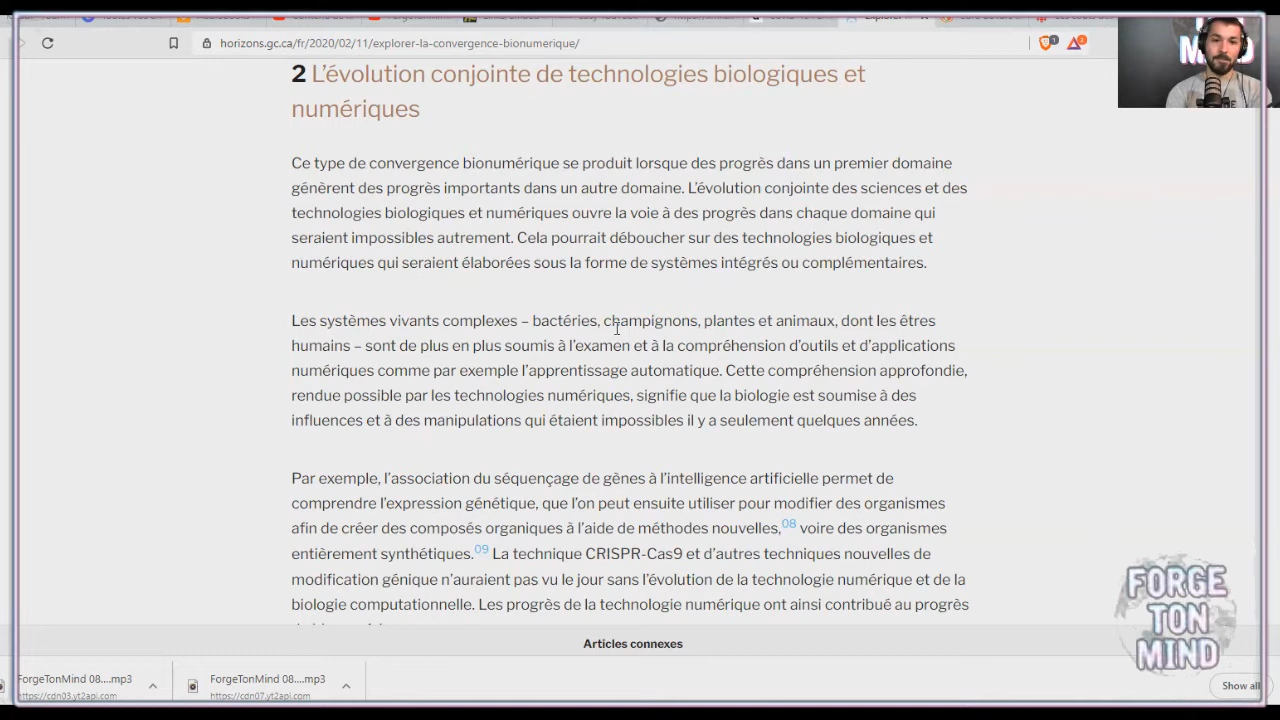 horizons.gc.ca/fr/2020/02/11/explorer-la-convergence-bionumerique/
1
2
MIND
2 L'évolution conjointe de technologies biologiques et
numériques
Ce type de convergence bionumérique se produit lorsque des progrès dans un premier domaine
génèrent des progrès importants dans un autre domaine. L'évolution conjointe des sciences et des
technologies biologiques et numériques ouvre la voie à des progrès dans chaque domaine qui
seraient impossibles autrement. Cela pourrait déboucher sur des technologies biologiques et
numériques qui seraient élaborées sous la forme de systèmes intégrés ou complémentaires.
Les systèmes vivants complexes – bactéries, champignons, plantes et animaux, dont les êtres
humains – sont de plus en plus soumis à l'examen et à la compréhension d'outils et d'applications
numériques comme par exemple l'apprentissage automatique. Cette compréhension approfondie,
rendue possible par les technologies numériques, signifie que la biologie est soumise à des
influences et à des manipulations qui étaient impossibles il y a seulement quelques années.
Par exemple, l'association du séquençage de gènes à l'intelligence artificielle permet de
comprendre l'expression génétique, que l'on peut ensuite utiliser pour modifier des organismes
afin de créer des composés organiques à l'aide de méthodes nouvelles,08 voire des organismes
entièrement synthétiques.09 La technique CRISPR-Cas9 et d'autres techniques nouvelles de
modification génique n'auraient pas vu le jour sans l'évolution de la technologie numérique et de la
biologie computationnelle. Les progrès de la technologie numérique ont ainsi contribué au progrès
Articles connexes
FORGE
TON
MIND
ForgeTonMind 08....mp3
https://cdn03.yt2api.com
ForgeTonMind 08....mp3
https://cdn07.yt2api.com
Show all